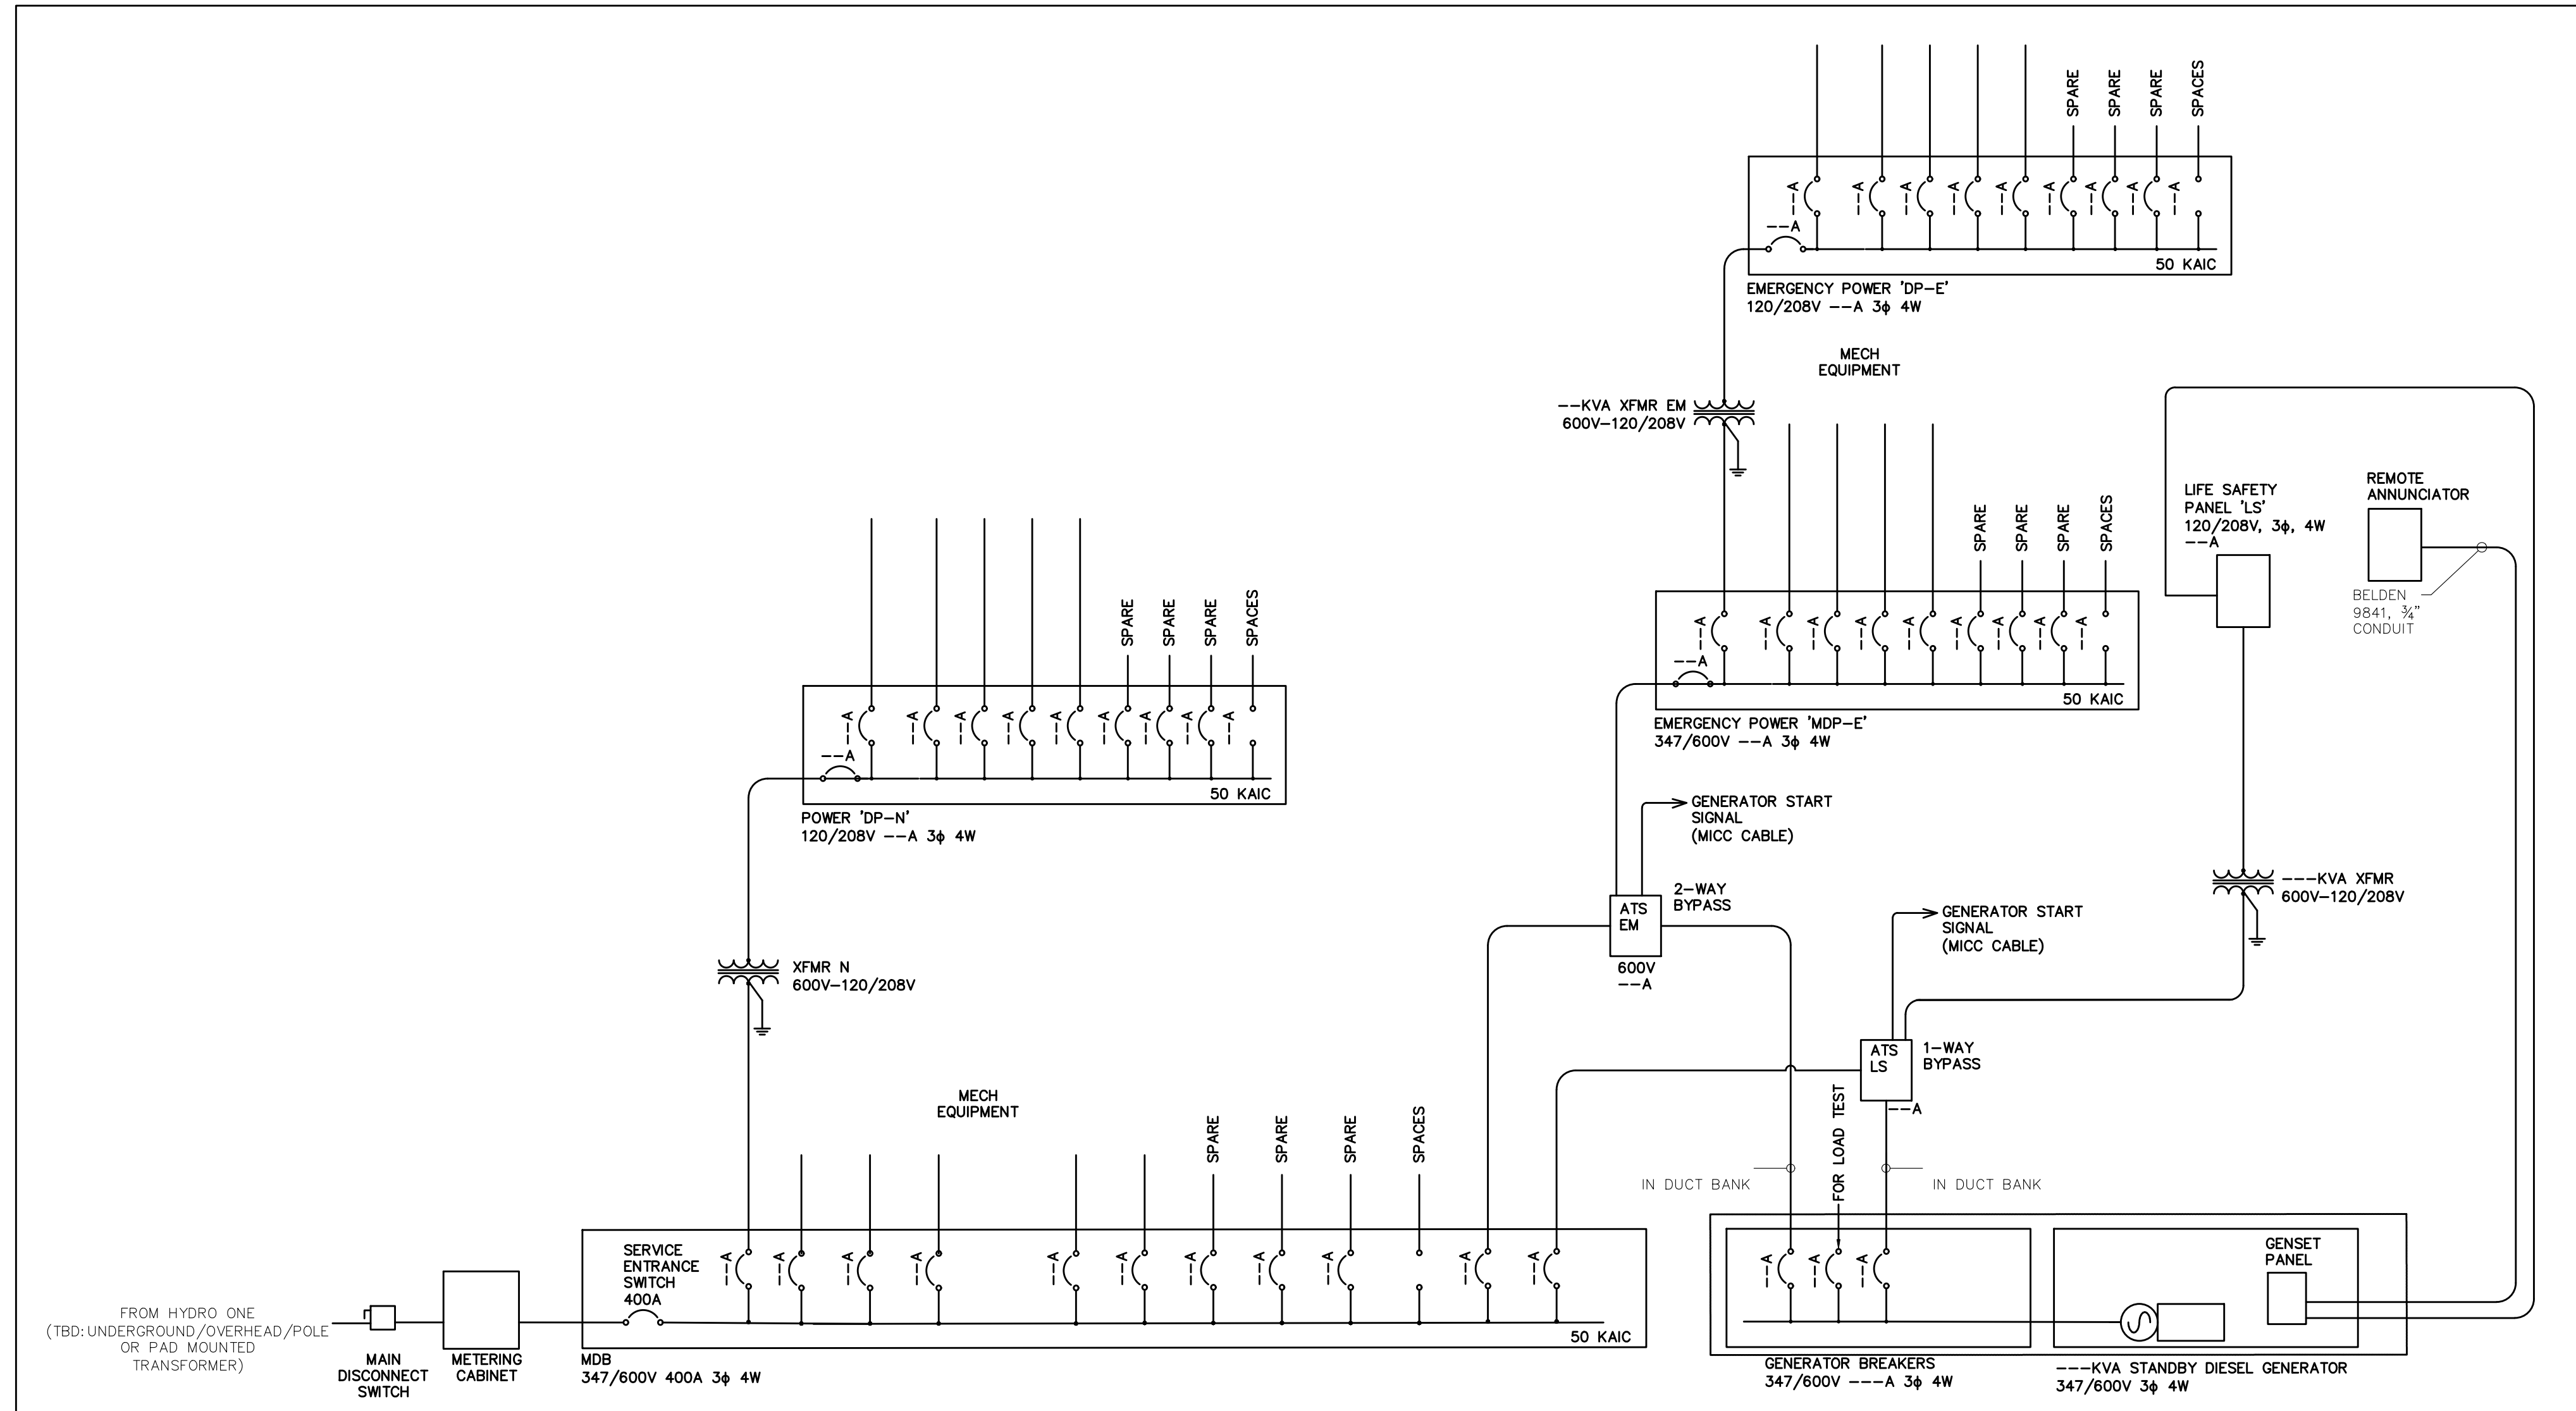 SPARE
SPARE
SPARE
SPACES
--A
--A
--A
--A
--A
--A
--A
--A
--A
--A
50 KAIC
EMERGENCY POWER 'DP-E'
120/208V --A 3ϕ 4W
MECH
EQUIPMENT
--KVA XFMR EM
600V-120/208V
SPARE
SPARE
SPARE
SPACES
--A
--A
--A
--A
--A
--A
--A
--A
--A
--A
50 KAIC
EMERGENCY POWER 'MDP-E'
347/600V --A 3ϕ 4W
LIFE SAFETY
PANEL 'LS'
120/208V, 3ϕ, 4W
--A
REMOTE
ANNUNCIATOR
BELDEN
9841, ¾"
CONDUIT
SPARE
SPARE
SPARE
SPACES
--A
--A
--A
--A
--A
--A
--A
--A
--A
--A
50 KAIC
POWER 'DP-N'
120/208V --A 3ϕ 4W
GENERATOR START
SIGNAL
(MICC CABLE)
ATS
EM
2-WAY
BYPASS
600V
--A
---KVA XFMR
600V-120/208V
GENERATOR START
SIGNAL
(MICC CABLE)
XFMR N
600V-120/208V
ATS
LS
1-WAY
BYPASS
--A
MECH
EQUIPMENT
SPARE
SPARE
SPARE
SPACES
FOR LOAD TEST
IN DUCT BANK
IN DUCT BANK
SERVICE
ENTRANCE
SWITCH
400A
--A
--A
--A
--A
--A
--A
--A
--A
--A
--A
--A
50 KAIC
--A
--A
--A
GENSET
PANEL
FROM HYDRO ONE
(TBD:UNDERGROUND/OVERHEAD/POLE
OR PAD MOUNTED
TRANSFORMER)
MAIN
DISCONNECT
SWITCH
METERING
CABINET
MDB
347/600V 400A 3ϕ 4W
GENERATOR BREAKERS
347/600V ---A 3ϕ 4W
---KVA STANDBY DIESEL GENERATOR
347/600V 3ϕ 4W